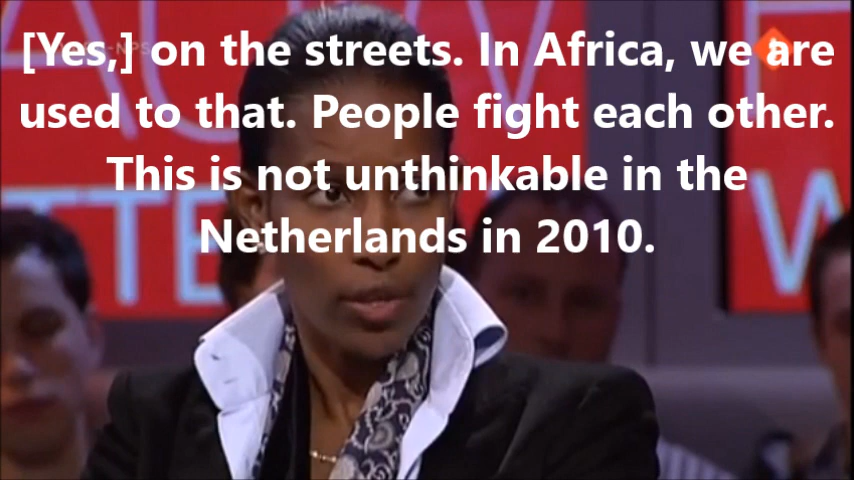 [Yes,] on the streets. In Africa, we are
used to that. People fight each other.
This is not unthinkable in the
Netherlands in 2010.